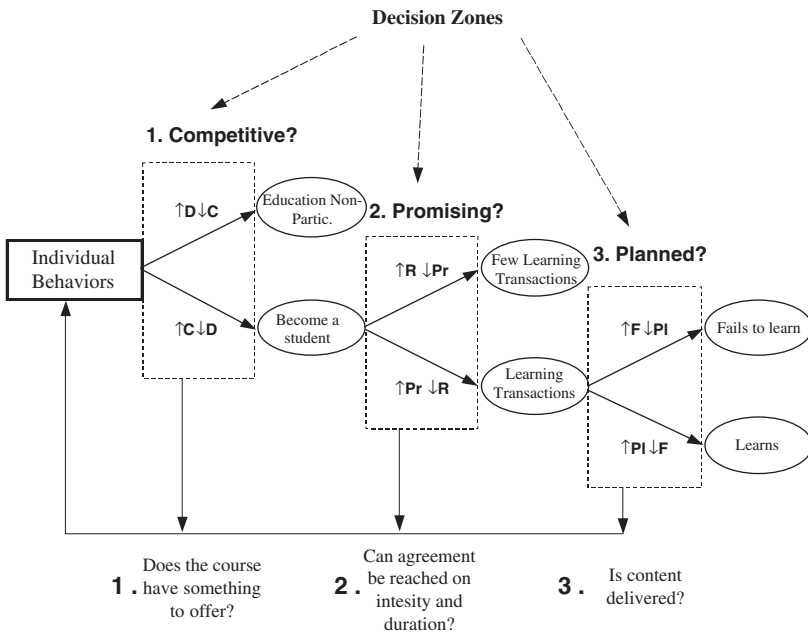 Decision Zones
1. Competitive?
↑D↓C
Education Non-
Partic.
2. Promising?
Individual
Behaviors
↑R ↓Pr
Few Learning
Transactions
3. Planned?
↑C↓D
Become a
student
↑F↓Pl
Fails to learn
↑Pr ↓R
Learning
Transactions
↑Pl↓F
Learns
1 .
Does the course
have something
to offer?
2 .
Can agreement
be reached on
intesity and
duration?
3 .
Is content
delivered?